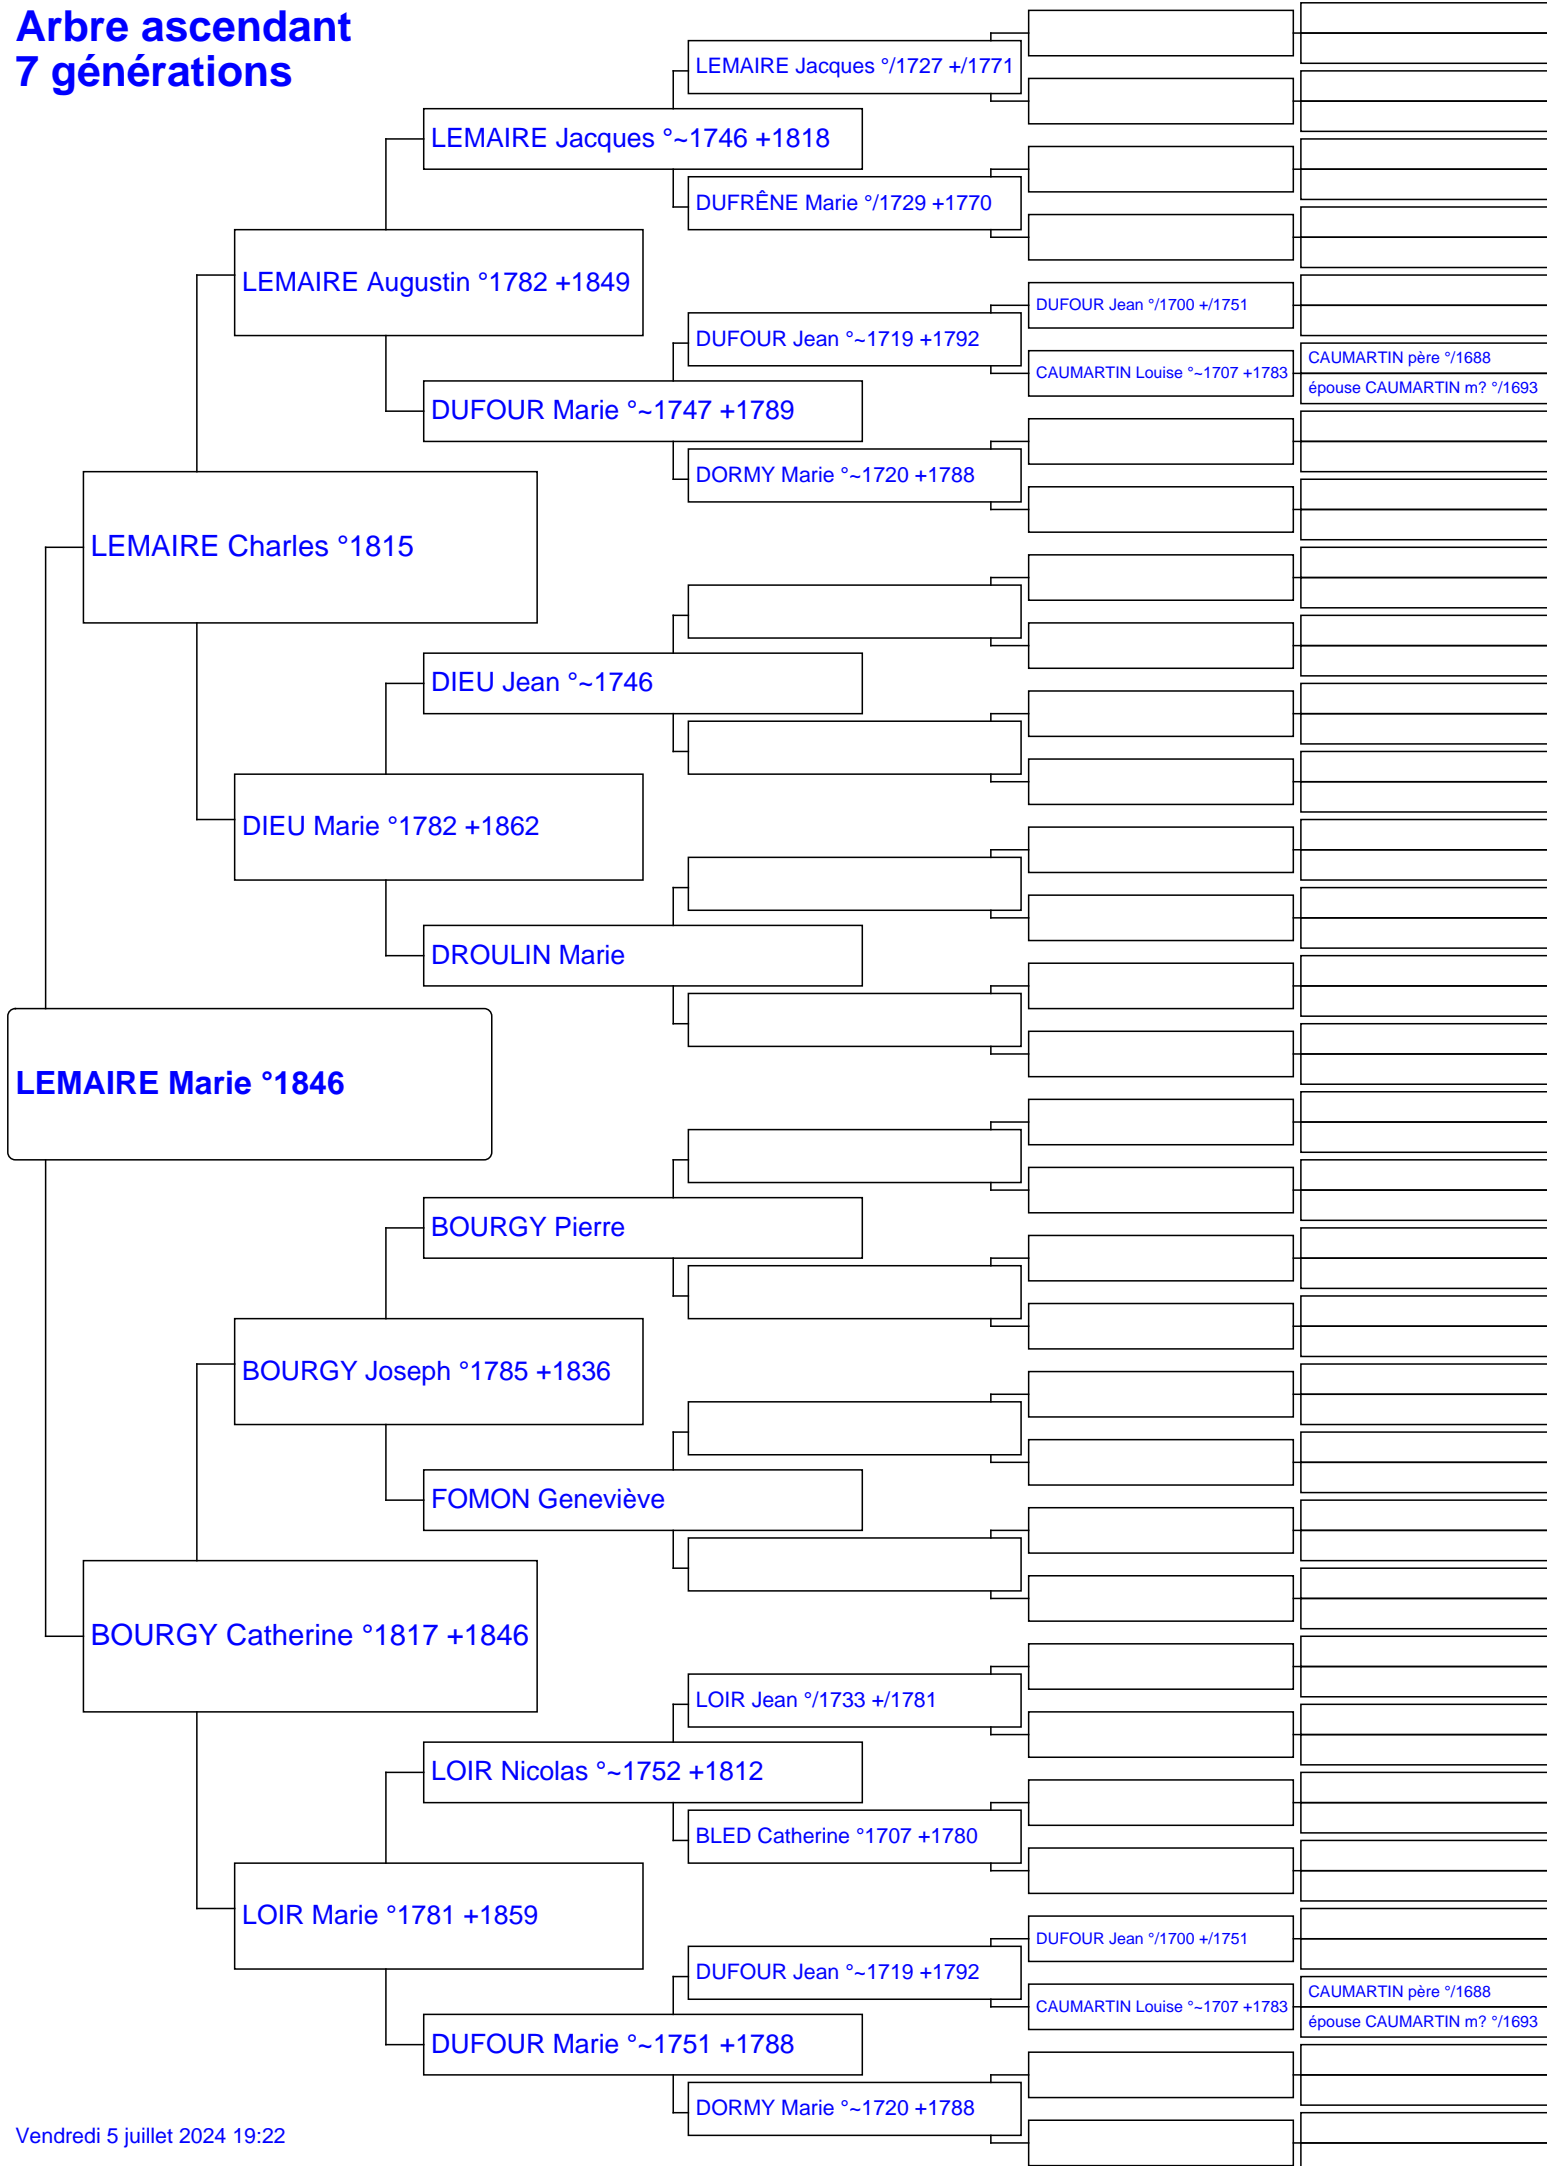 Arbre ascendant
7 générations
LEMAIRE Jacques °/1727 +/1771
LEMAIRE Jacques °~1746 +1818
DUFRÊNE Marie °/1729 +1770
LEMAIRE Augustin °1782 +1849
DUFOUR Jean °/1700 +/1751
DUFOUR Jean °~1719 +1792
CAUMARTIN père °/1688
CAUMARTIN Louise °~1707 +1783
épouse CAUMARTIN m? °/1693
DUFOUR Marie °~1747 +1789
DORMY Marie °~1720 +1788
LEMAIRE Charles °1815
DIEU Jean °~1746
DIEU Marie °1782 +1862
DROULIN Marie
LEMAIRE Marie °1846
BOURGY Pierre
BOURGY Joseph °1785 +1836
FOMON Geneviève
BOURGY Catherine °1817 +1846
LOIR Jean °/1733 +/1781
LOIR Nicolas °~1752 +1812
BLED Catherine °1707 +1780
LOIR Marie °1781 +1859
DUFOUR Jean °/1700 +/1751
DUFOUR Jean °~1719 +1792
CAUMARTIN père °/1688
CAUMARTIN Louise °~1707 +1783
épouse CAUMARTIN m? °/1693
DUFOUR Marie °~1751 +1788
DORMY Marie °~1720 +1788
Vendredi 5 juillet 2024 19:22